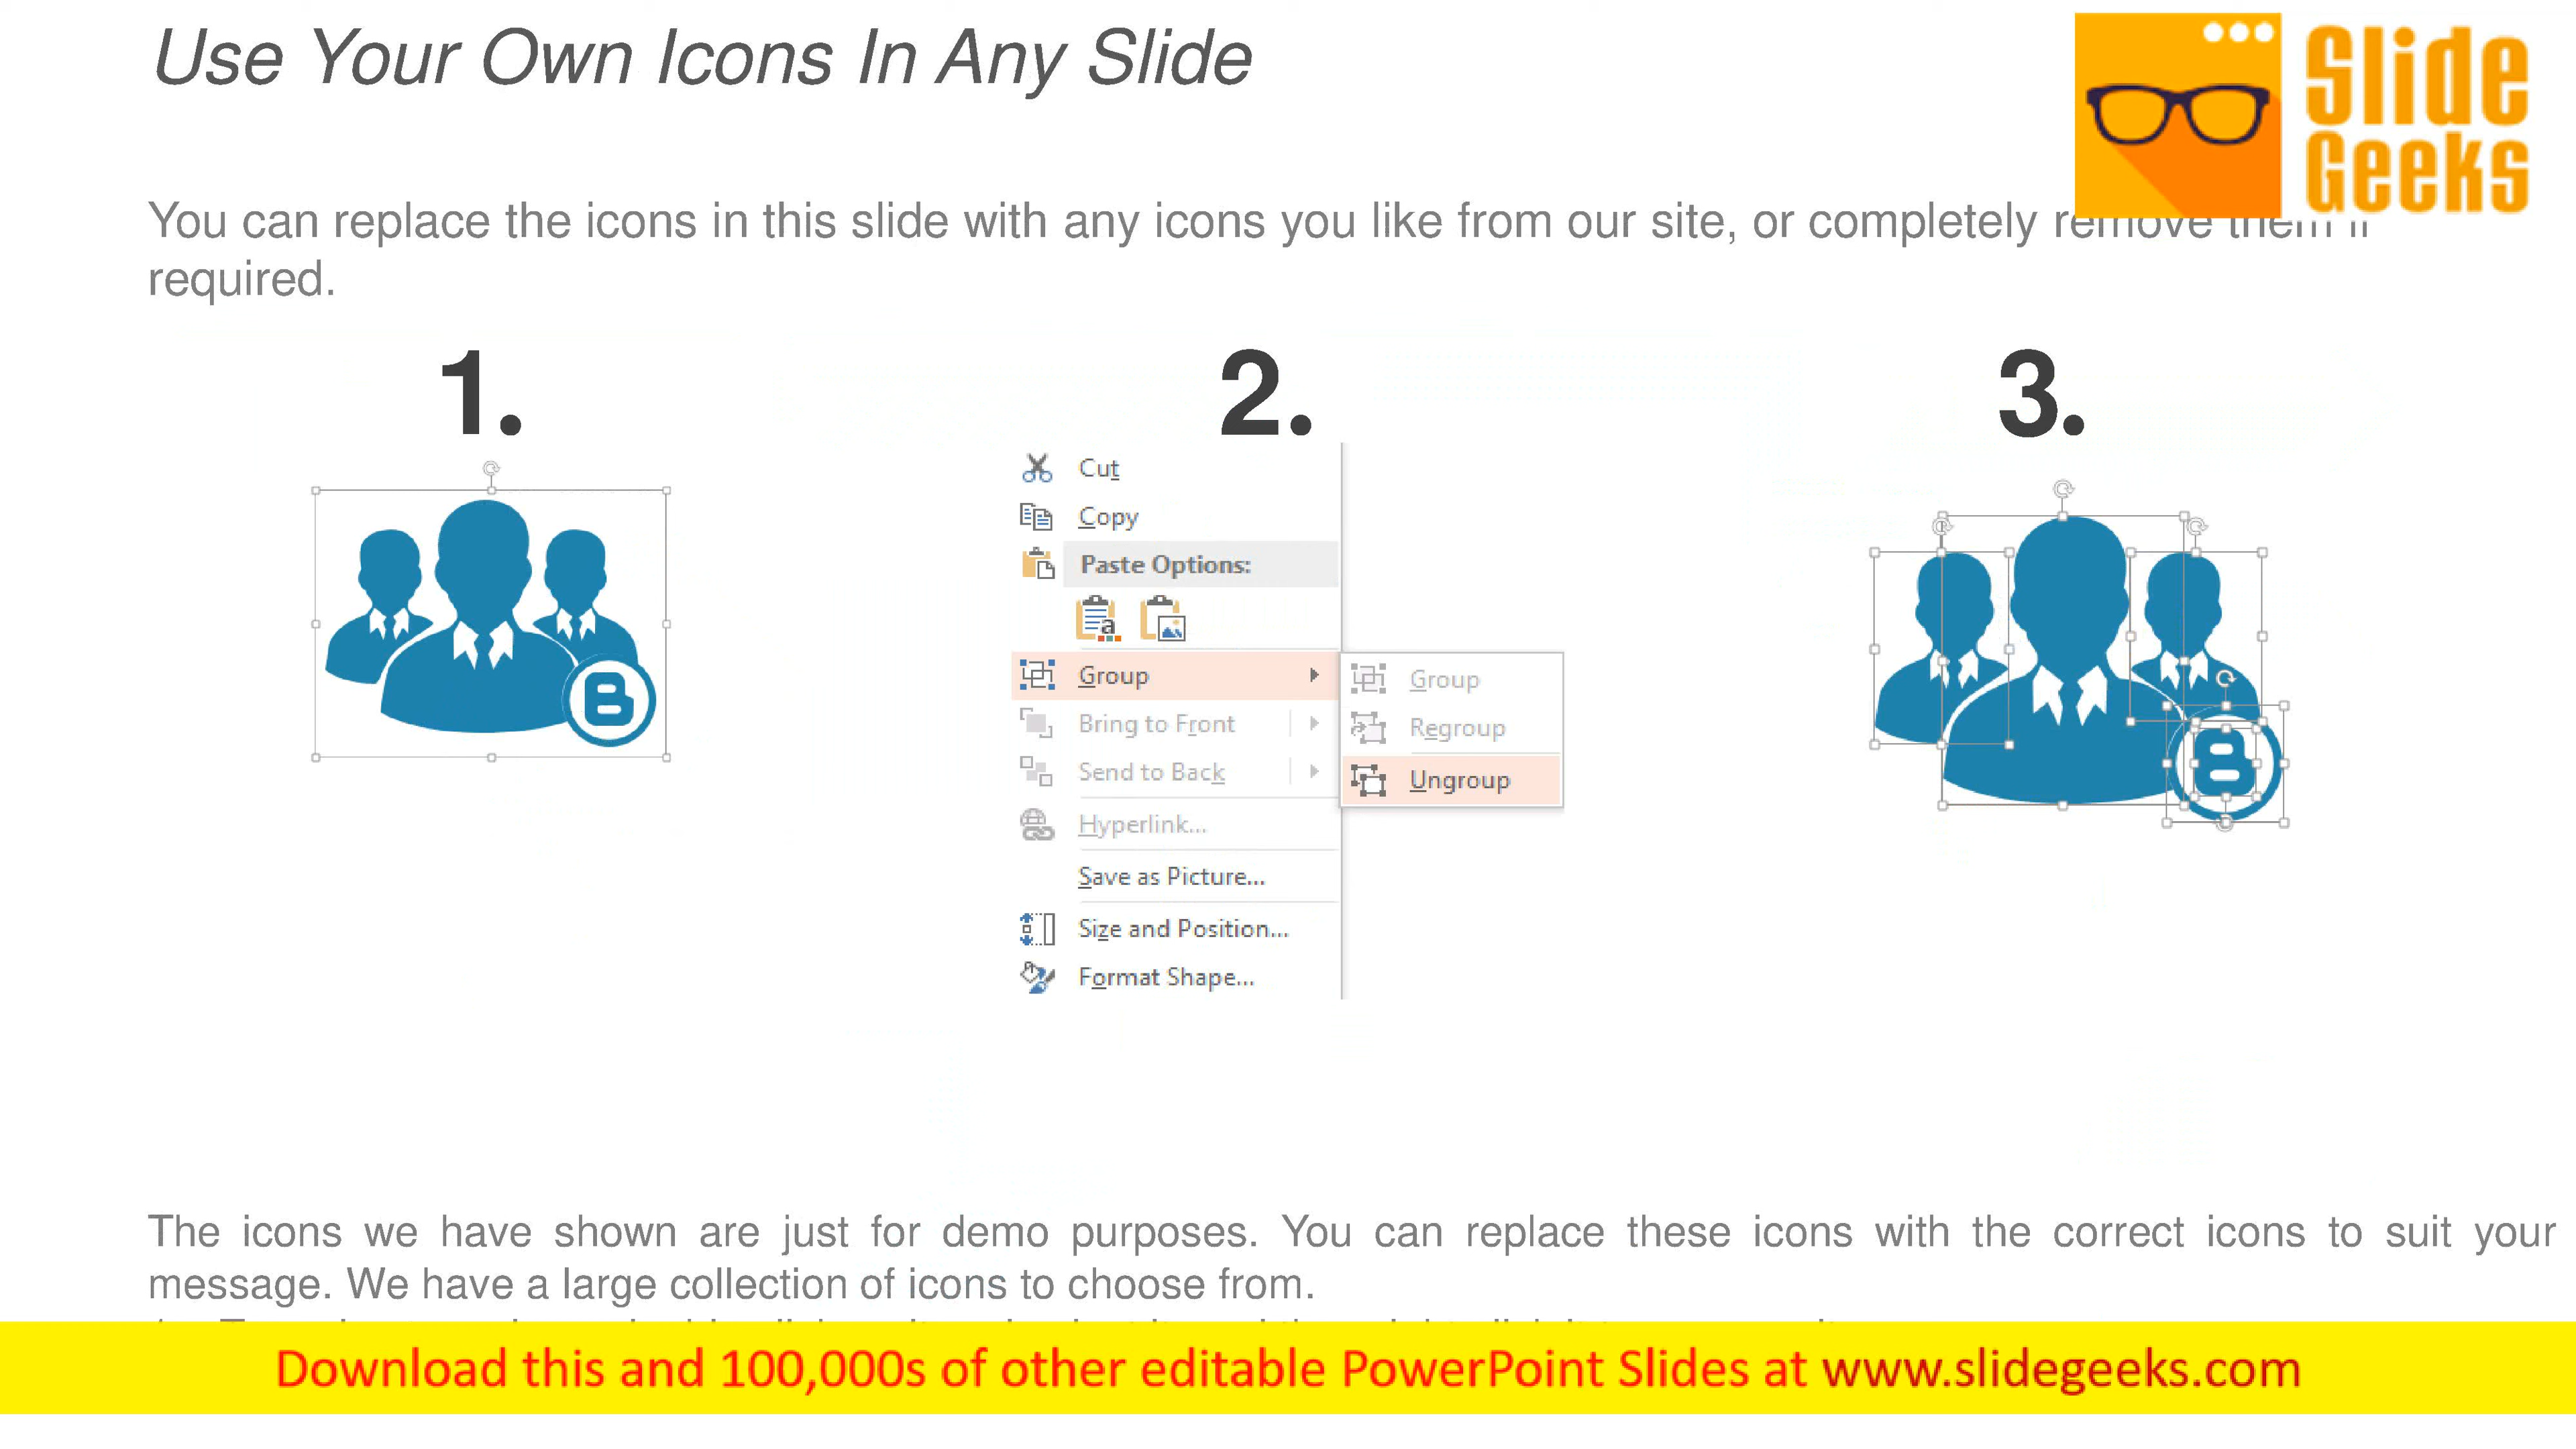 Use Your Own Icons In Any Slide
Slide
Geeks
You can replace the icons in this slide with any icons you like from our site, or completely remove them if
required.
1.
2.
3.
Cut
Copy
Paste Options:
Group
Group
Bring to Front
Regroup
Send to Back
Ungroup
Hyperlink...
Save as Picture...
Size and Position...
Format Shape...
The icons we have shown are just for demo purposes. You can replace these icons with the correct icons to suit your
message. We have a large collection of icons to choose from.
Download this and 100,000s of other editable PowerPoint Slides at www.slidegeeks.com